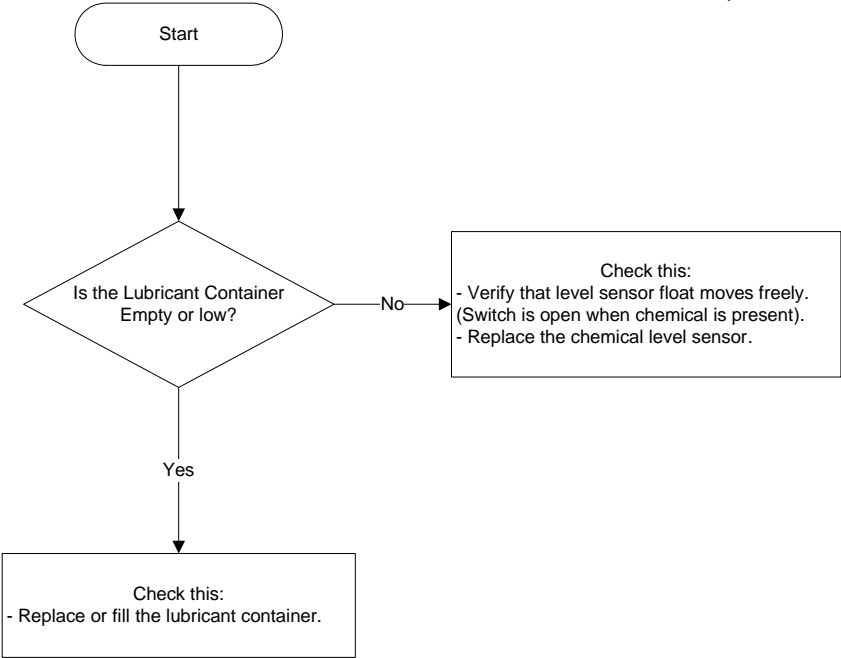 Start
Is the Lubricant Container
Empty or low?
No
Check this:
- Verify that level sensor float moves freely.
(Switch is open when chemical is present).
- Replace the chemical level sensor.
Yes
Check this:
- Replace or fill the lubricant container.